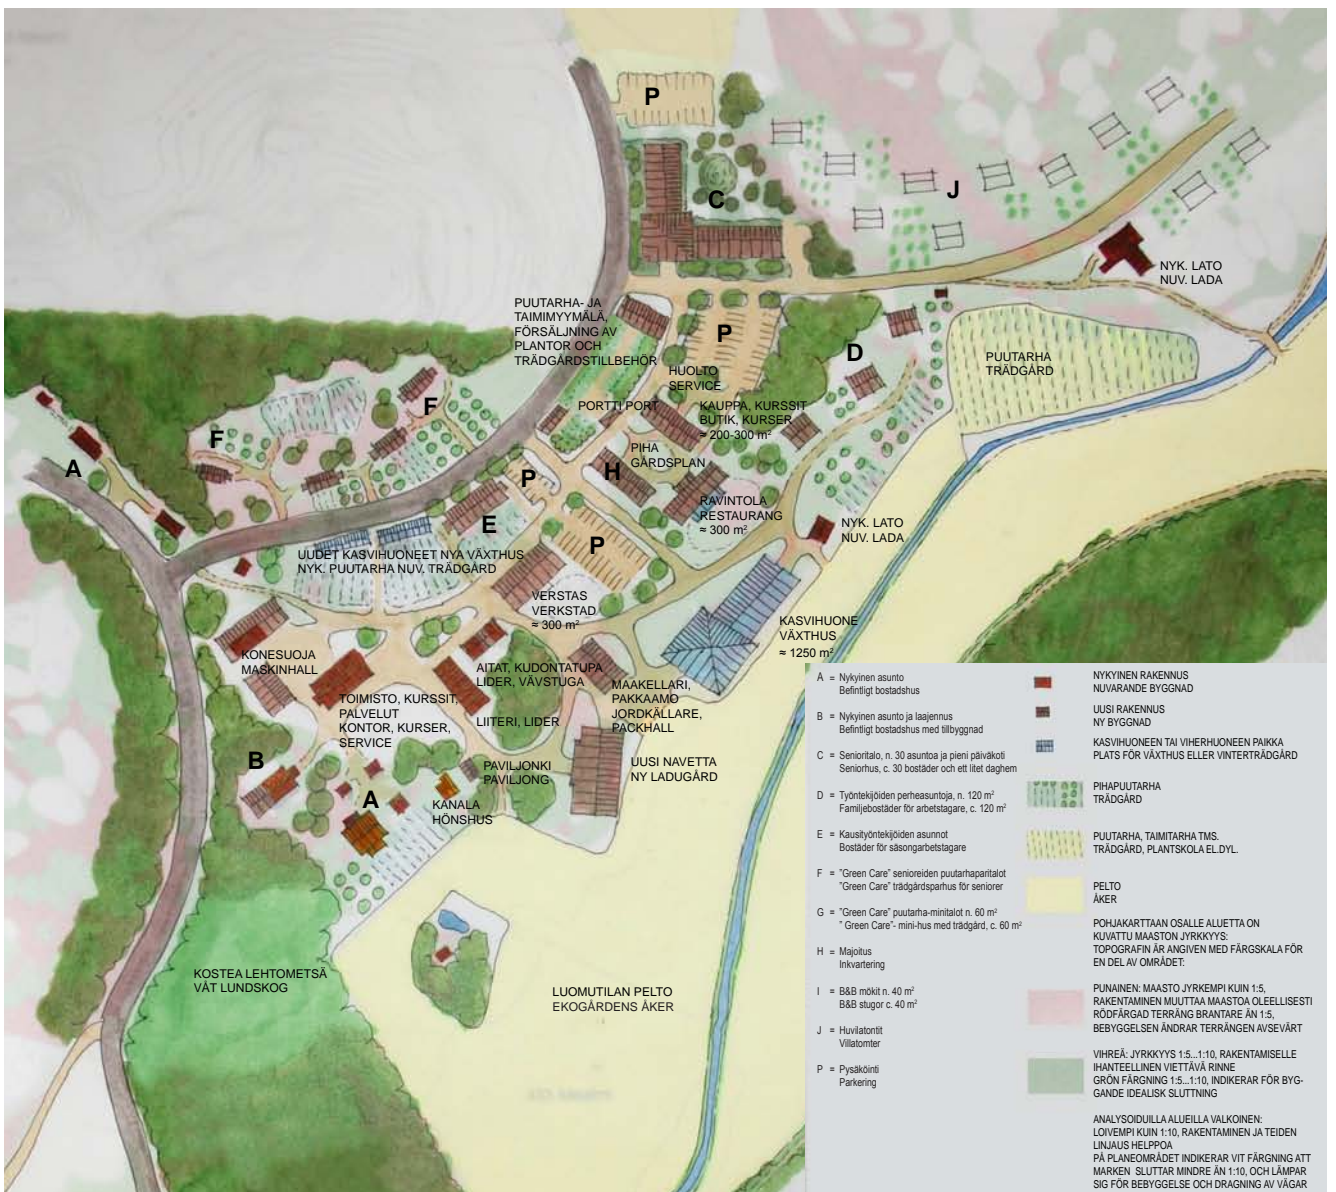 P
C
J
NYK. LATO
NUV. LADA
PUUTARHA- JA
TAIMIMYYMÄLÄ,
FÖRSÄLJNING AV
PLANTOR OCH
TRÄDGÅRDSTILLBEHÖR
P
D
PUUTARHA
TRÄDGÅRD
HUOLTO
SERVICE
F
PORTTI PORT
KAUPPA, KURSSIT
BUTIK, KURSER
≈ 200-300 m²
F
A
PIHA
GÅRDSPLAN
H
P
RAVINTOLA
RESTAURANG
≈ 300 m²
E
NYK. LATO
NUV. LADA
P
UUDET KASVIHUONEET NYA VÄXTHUS
NYK. PUUTARHA NUV. TRÄDGÅRD
VERSTAS
VERKSTAD
≈ 300 m²
KASVIHUONE
VÄXTHUS
≈ 1250 m²
KONESUOJA
MASKINHALL
AITAT, KUDONTATUPA
LIDER, VÄVSTUGA
MAAKELLARI,
PAKKAAMO
JORDKÄLLARE,
PACKHALL
TOIMISTO, KURSSIT,
PALVELUT
KONTOR, KURSER,
SERVICE
LIITERI, LIDER
B
PAVILJONKI
PAVILJONG
UUSI NAVETTA
NY LADUGÅRD
A
KANALA
HÖNSHUS
KOSTEA LEHTOMETSÄ
VÅT LUNDSKOG
LUOMUTILAN PELTO
EKOGÅRDENS ÅKER
A = Nykyinen asunto
Befintligt bostadshus
B = Nykyinen asunto ja laajennus
Befintligt bostadshus med tillbyggnad
C = Senioritalo, n. 30 asuntoa ja pieni päiväkoti
Seniorhus, c. 30 bostäder och ett litet daghem
D = Työntekijöiden perheasuntoja, n. 120 m²
Familjebostäder för arbetstagare, c. 120 m²
E = Kausityöntekijöiden asunnot
Bostäder för säsongarbetstagare
F = "Green Care" senioreiden puutarhaparitalot
"Green Care" trädgårdsparhus för seniorer
G = "Green Care" puutarha-minitalot n. 60 m²
" Green Care"- mini-hus med trädgård, c. 60 m²
H = Majoitus
Inkvartering
I = B&B mökit n. 40 m²
B&B stugor c. 40 m²
J = Huvilatontit
Villatomter
P = Pysäköinti
Parkering
NYKYINEN RAKENNUS
NUVARANDE BYGGNAD
UUSI RAKENNUS
NY BYGGNAD
KASVIHUONEEN TAI VIHERHUONEEN PAIKKA
PLATS FÖR VÄXTHUS ELLER VINTERTRÄDGÅRD
PIHAPUUTARHA
TRÄDGÅRD
PUUTARHA, TAIMITARHA TMS.
TRÄDGÅRD, PLANTSKOLA EL.DYL.
PELTO
ÅKER
POHJAKARTTAAN OSALLE ALUETTA ON
KUVATTU MAASTON JYRKKYYS:
TOPOGRAFIN ÄR ANGIVEN MED FÄRGSKALA FÖR
EN DEL AV OMRÅDET:
PUNAINEN: MAASTO JYRKEMPI KUIN 1:5,
RAKENTAMINEN MUUTTAA MAASTOA OLEELLISESTI
RÖDFÄRGAD TERRÄNG BRANTARE ÄN 1:5,
BEBYGGELSEN ÄNDRAR TERRÄNGEN AVSEVÄRT
VIHREÄ: JYRKKYYS 1:5...1:10, RAKENTAMISELLE
IHANTEELLINEN VIETTÄVÄ RINNE
GRÖN FÄRGNING 1:5...1:10, INDIKERAR FÖR BYG-
GANDE IDEALISK SLUTTNING
ANALYSOIDUILLA ALUEILLA VALKOINEN:
LOIVEMPI KUIN 1:10, RAKENTAMINEN JA TEIDEN
LINJAUS HELPPOA
PÅ PLANEOMRÅDET INDIKERAR VIT FÄRGNING ATT
MARKEN SLUTTAR MINDRE ÄN 1:10, OCH LÄMPAR
SIG FÖR BEBYGGELSE OCH DRAGNING AV VÄGAR